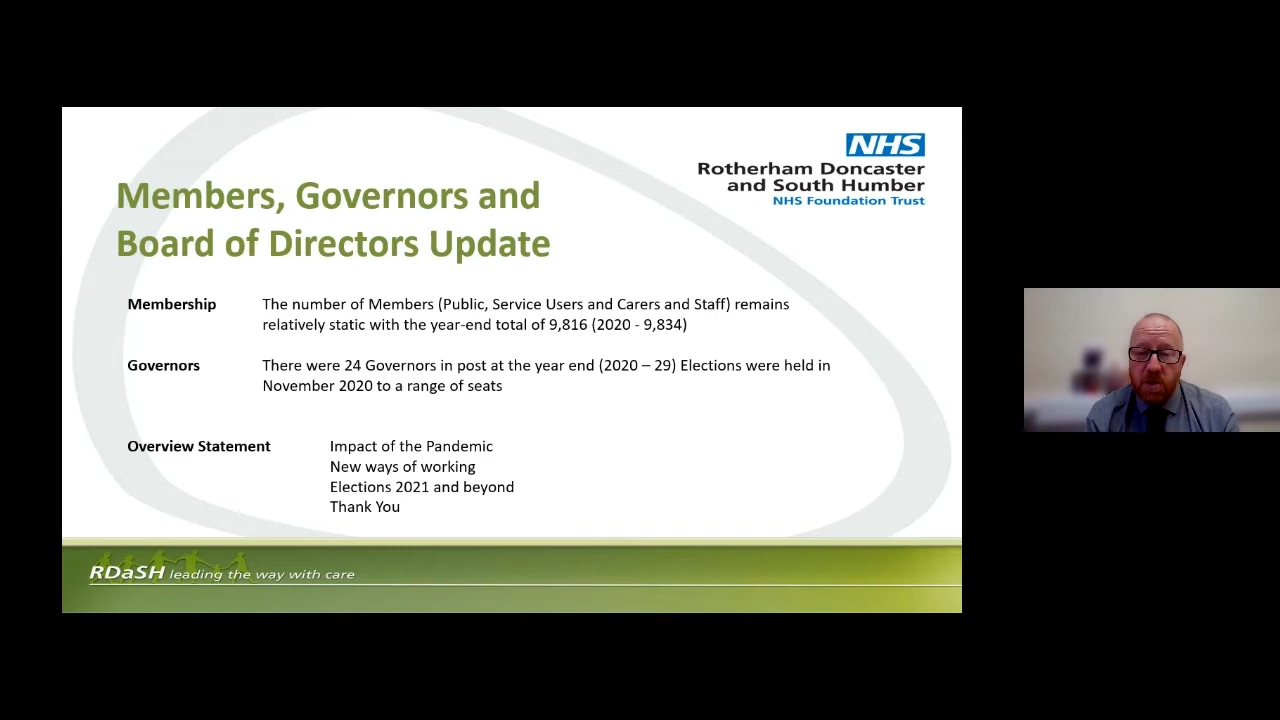 NHS
Rotherham Doncaster
and South Humber
NHS Foundation Trust
Members, Governors and
Board of Directors Update
Membership The number of Members (Public, Service Users and Carers and Staff) remains
relatively static with the year-end total of 9,816 (2020 - 9,834)
Governors There were 24 Governors in post at the year end (2020 – 29) Elections were held in
November 2020 to a range of seats
Overview Statement Impact of the Pandemic
New ways of working
Elections 2021 and beyond
Thank You
RDaSH leading the way with care